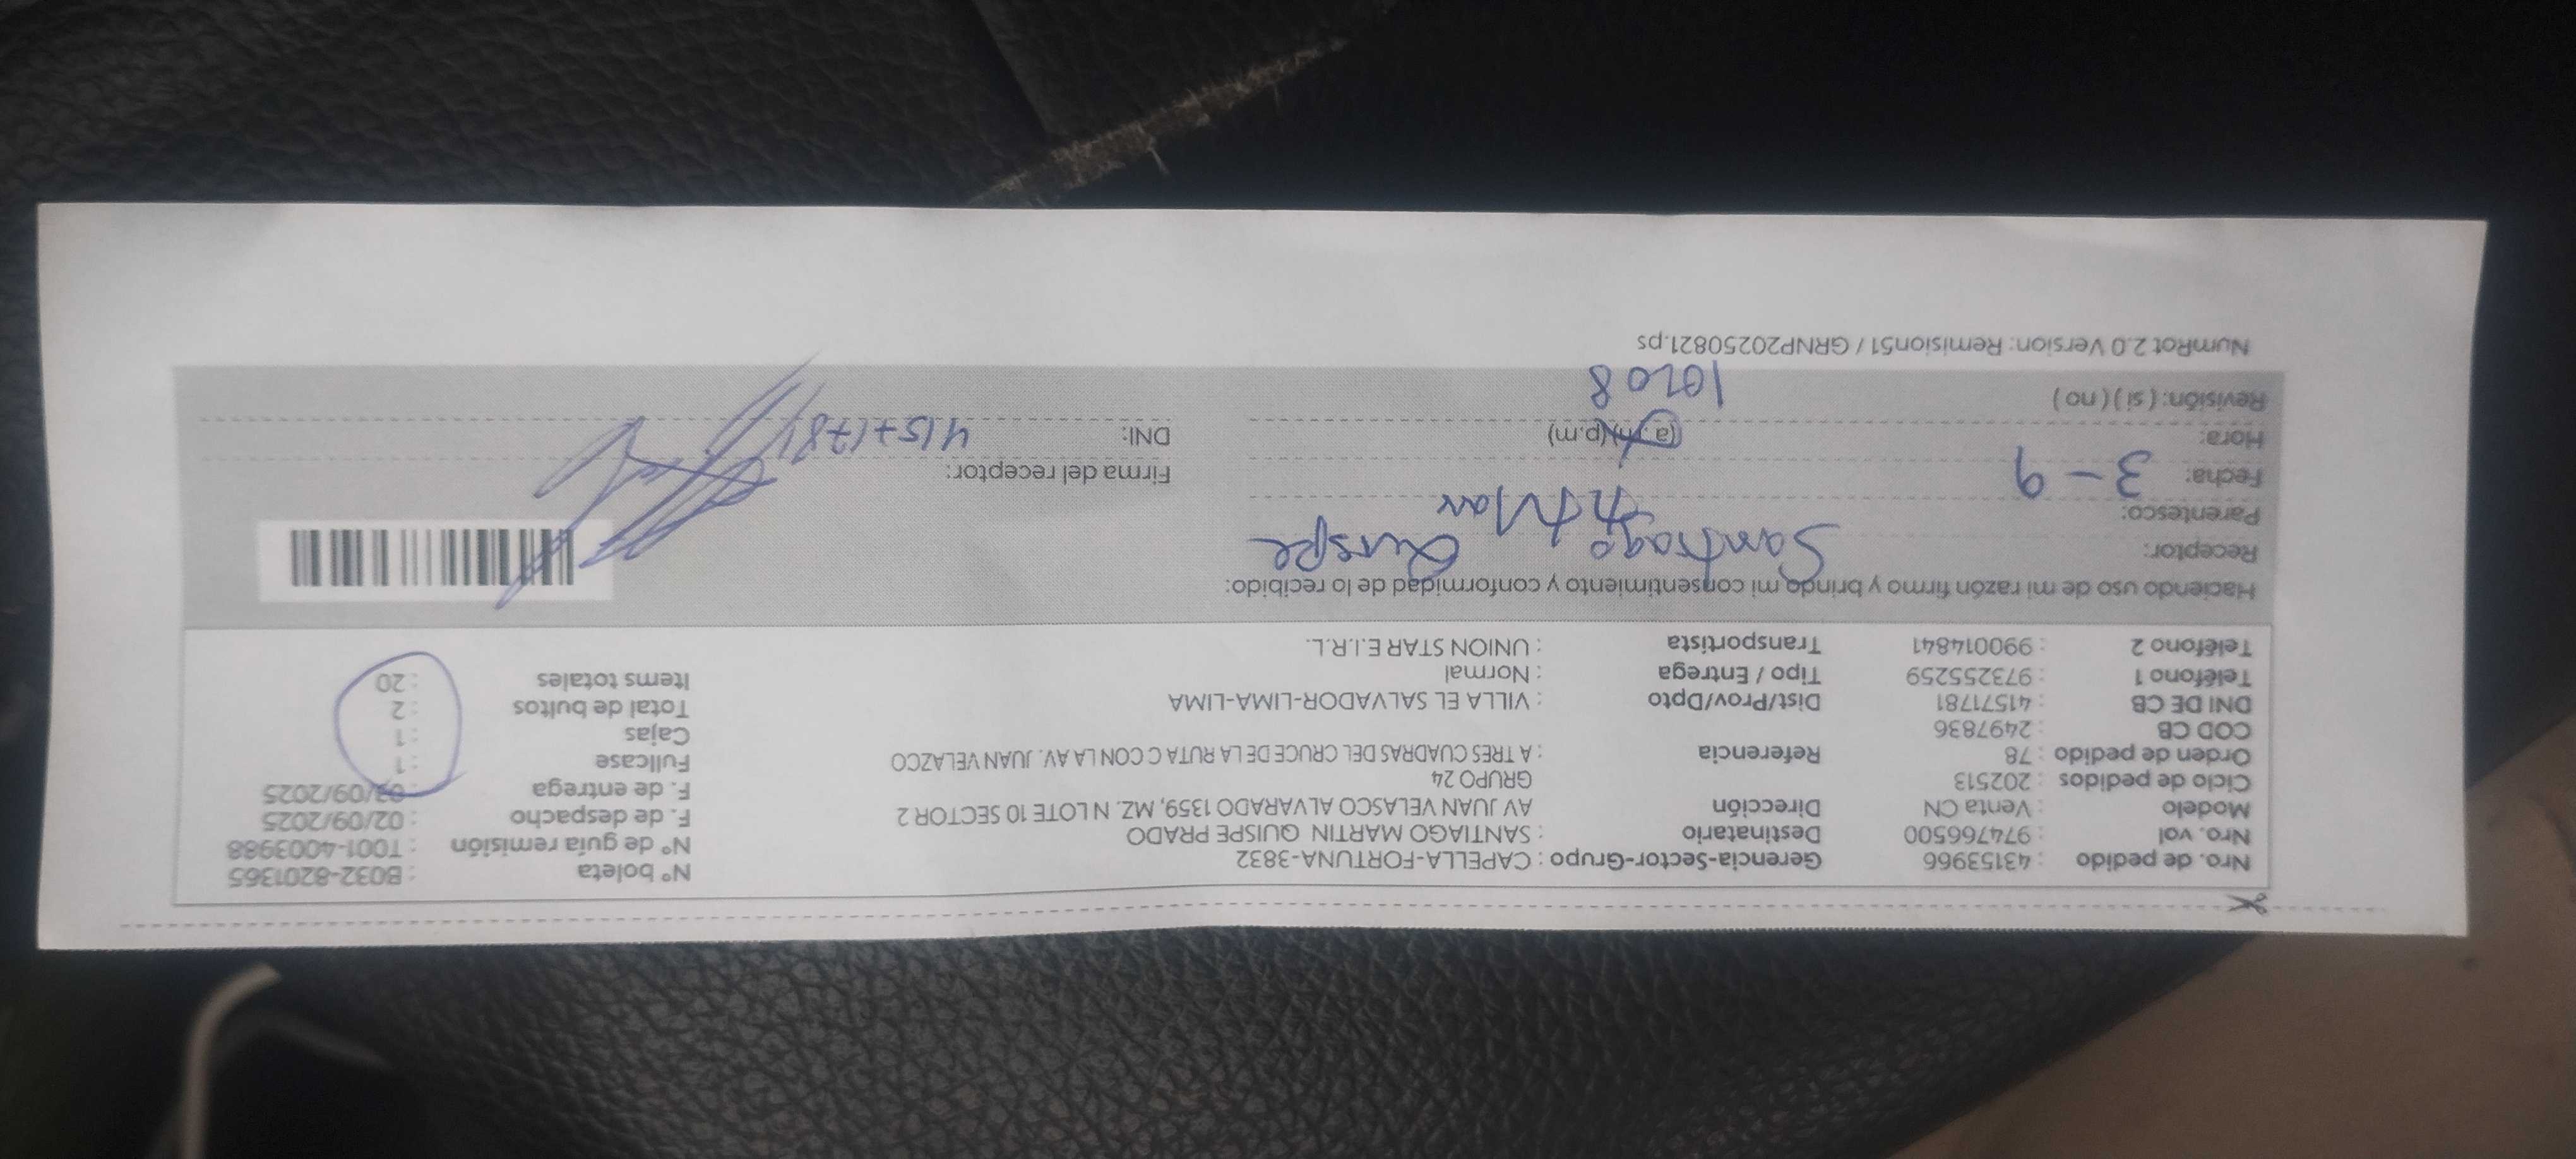 Nro. de pedido : 43153966 Gerencia-Sector-Grupo : CAPELLA-FORTUNA-3832 N° boleta : B032-8201365
Nro. vol : 974766500 Destinatario : SANTIAGO MARTIN QUISPE PRADO N° de guía remisión : T001-4003988
Modelo : Venta CN Dirección AV JUAN VELASCO ALVARADO 1359, MZ. N LOTE 10 SECTOR 2 F. de despacho : 02/09/2025
Ciclo de pedidos : 202513 GRUPO 24 F. de entrega : 03/09/2025
Orden de pedido : 78 Referencia : A TRES CUADRAS DEL CRUCE DE LA RUTA C CON LA AV. JUAN VELAZCO Fullcase : 1
COD CB : 2497836 Cajas : 1
DNI DE CB : 41571781 Dist/Prov/Dpto : VILLA EL SALVADOR-LIMA-LIMA Total de bultos : 2
Teléfono 1 : 973255259 Tipo / Entrega : Normal Items totales : 20
Teléfono 2 : 990014841 Transportista : UNION STAR E.I.R.L.
Haciendo uso de mi razón firmo y brindo mi consentimiento y conformidad de lo recibido:
Receptor: Santiago Quispe
Parentesco: titular
Fecha: 3-9 Firma del receptor:
Hora: (a.m)(p.m) DNI: 41571781
Revisión: ( si ) ( no ) 10:08
NumRot 2.0 Version: Remision51 / GRNP20250821.ps